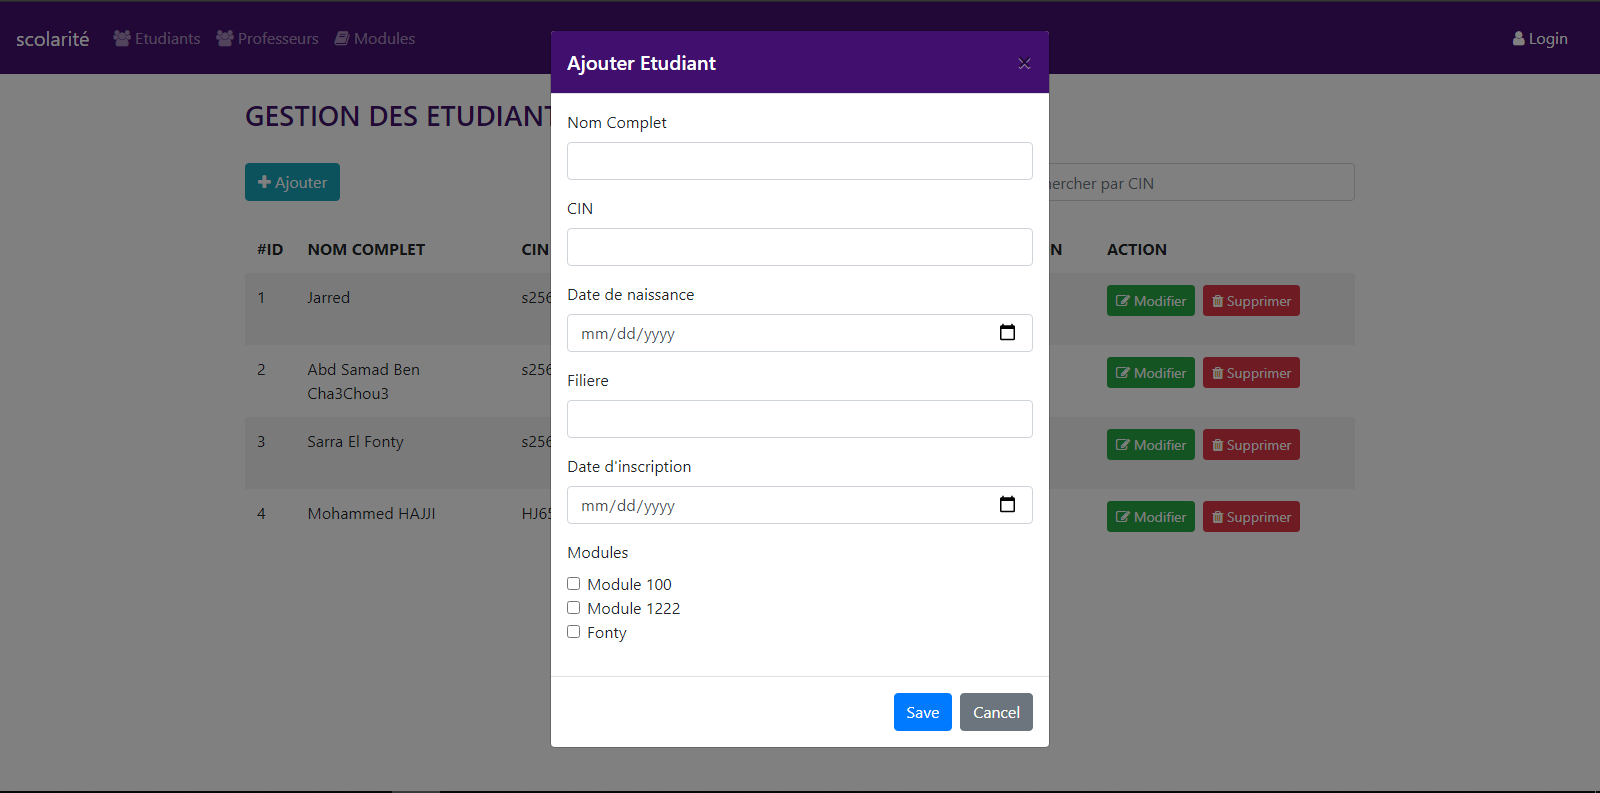 scolarité Etudiants Professeurs Modules Login
Ajouter Etudiant ×
GESTION DES ETUDIANT
Nom Complet
Ajouter
ercher par CIN
CIN
#ID NOM COMPLET CIN N ACTION
Date de naissance
mm/dd/yyyy
1 Jarred s256 Modifier Supprimer
2 Abd Samad Ben Cha3Chou3 s256 Modifier Supprimer
Filiere
3 Sarra El Fonty s256 Modifier Supprimer
Date d'inscription
mm/dd/yyyy
4 Mohammed HAJJI HJ65 Modifier Supprimer
Modules
Module 100
Module 1222
Fonty
Save Cancel